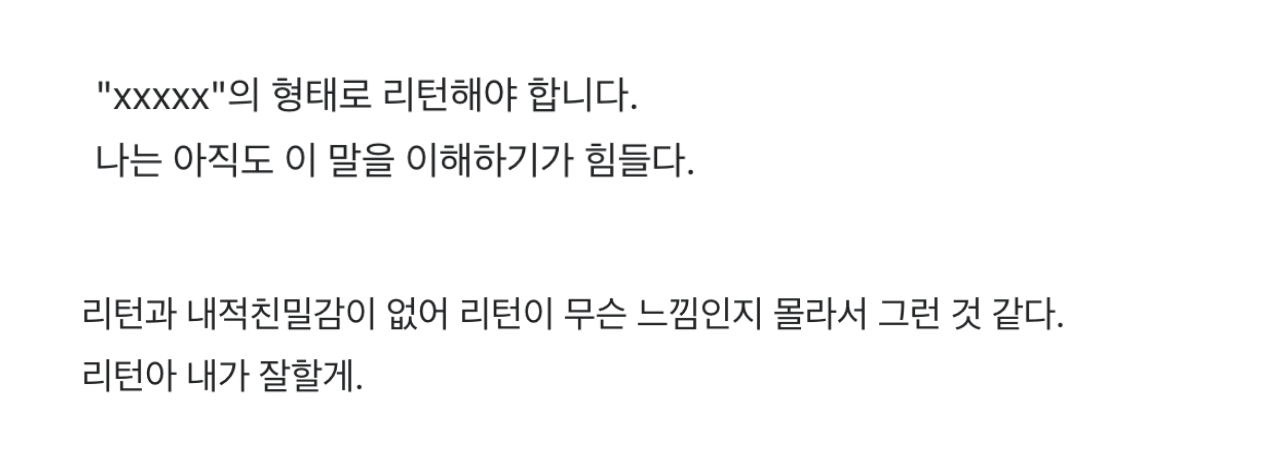 "xxxxx"의 형태로 리턴해야 합니다.
나는 아직도 이 말을 이해하기가 힘들다.
리턴과 내적친밀감이 없어 리턴이 무슨 느낌인지 몰라서 그런 것 같다.
리턴아 내가 잘할게.